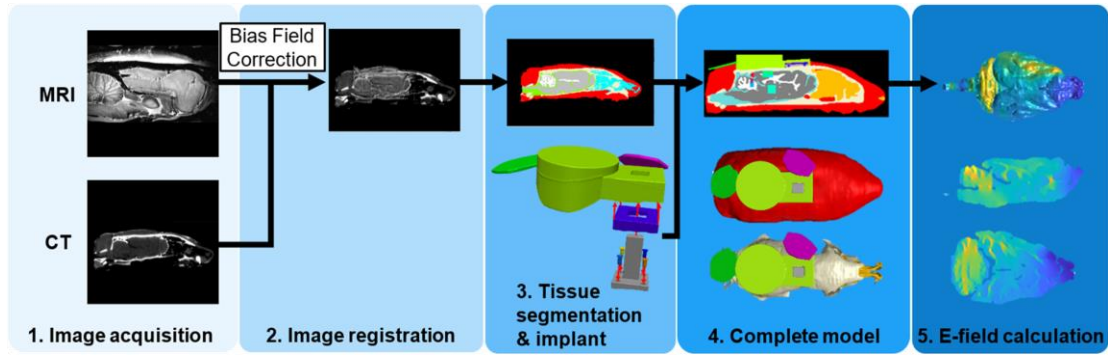 MRI
Bias Field
Correction
CT
1. Image acquisition
2. Image registration
3. Tissue
segmentation
& implant
4. Complete model
5. E-field calculation